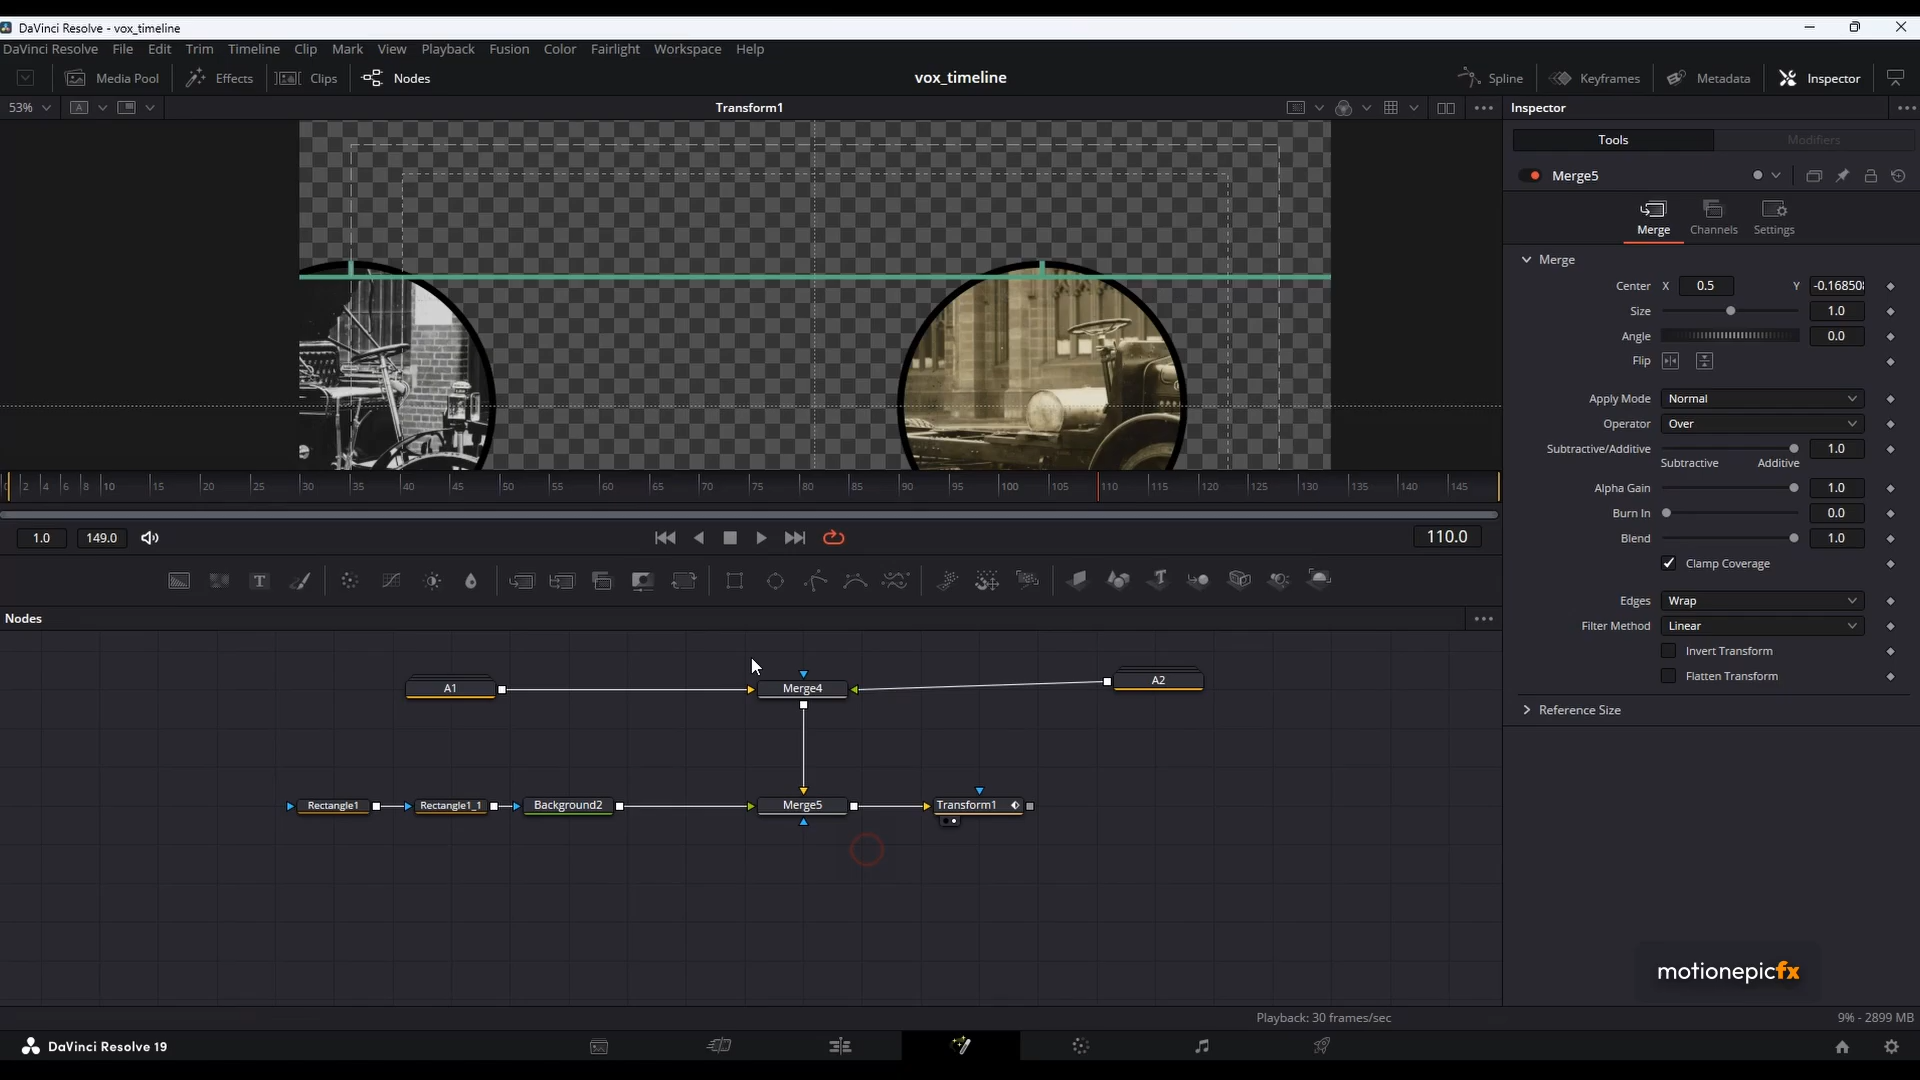 DaVinci Resolve - vox_timeline
DaVinci Resolve File Edit Trim Timeline Clip Mark View Playback Fusion Color Fairlight Workspace Help
Media Pool Effects Clips Nodes vox_timeline Spline Keyframes Metadata Inspector
53% A Transform1 Inspector
Tools Modifiers
Merge5
Merge Channels Settings
Merge
Center X 0.5 Y -0.16850
Size 1.0
Angle 0.0
Flip
Apply Mode Normal
Operator Over
Subtractive/Additive 1.0
Subtractive Additive
Alpha Gain 1.0
Burn In 0.0
Blend 1.0
Clamp Coverage
Edges Wrap
Filter Method Linear
Invert Transform
Flatten Transform
Reference Size
2 4 6 8 10 15 20 25 30 35 40 45 50 55 60 65 70 75 80 85 90 95 100 105 110 115 120 125 130 135 140 145
1.0 149.0 110.0
T T
Nodes
A1 Merge4 A2
Rectangle1 Rectangle1_1 Background2 Merge5 Transform1
motionepicfx
Playback: 30 frames/sec 9% - 2899 MB
DaVinci Resolve 19